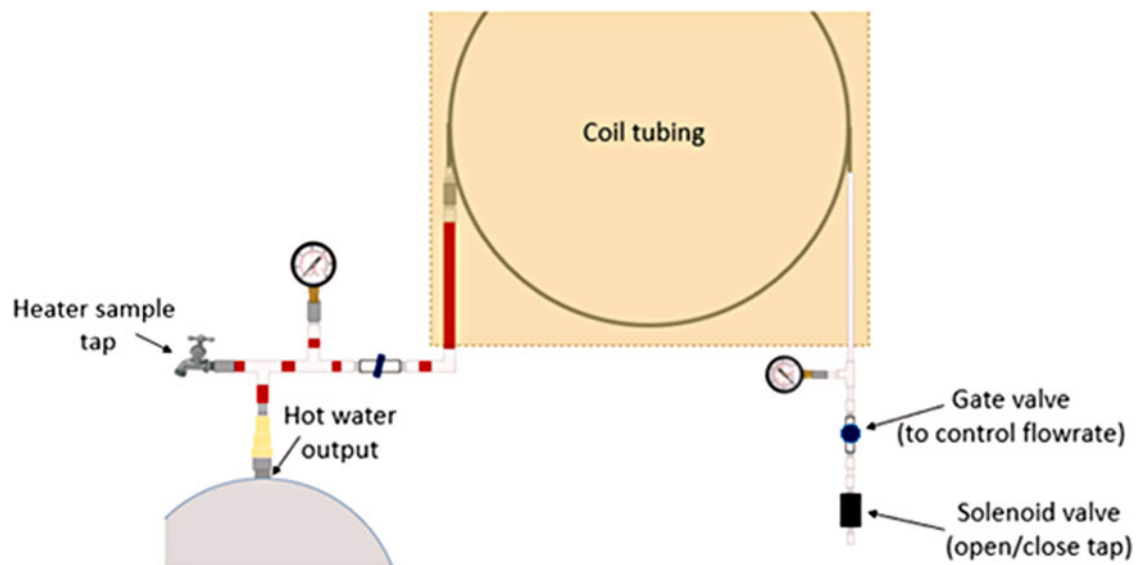 Coil tubing
Heater sample
tap
Hot water
output
Gate valve
(to control flowrate)
Solenoid valve
(open/close tap)